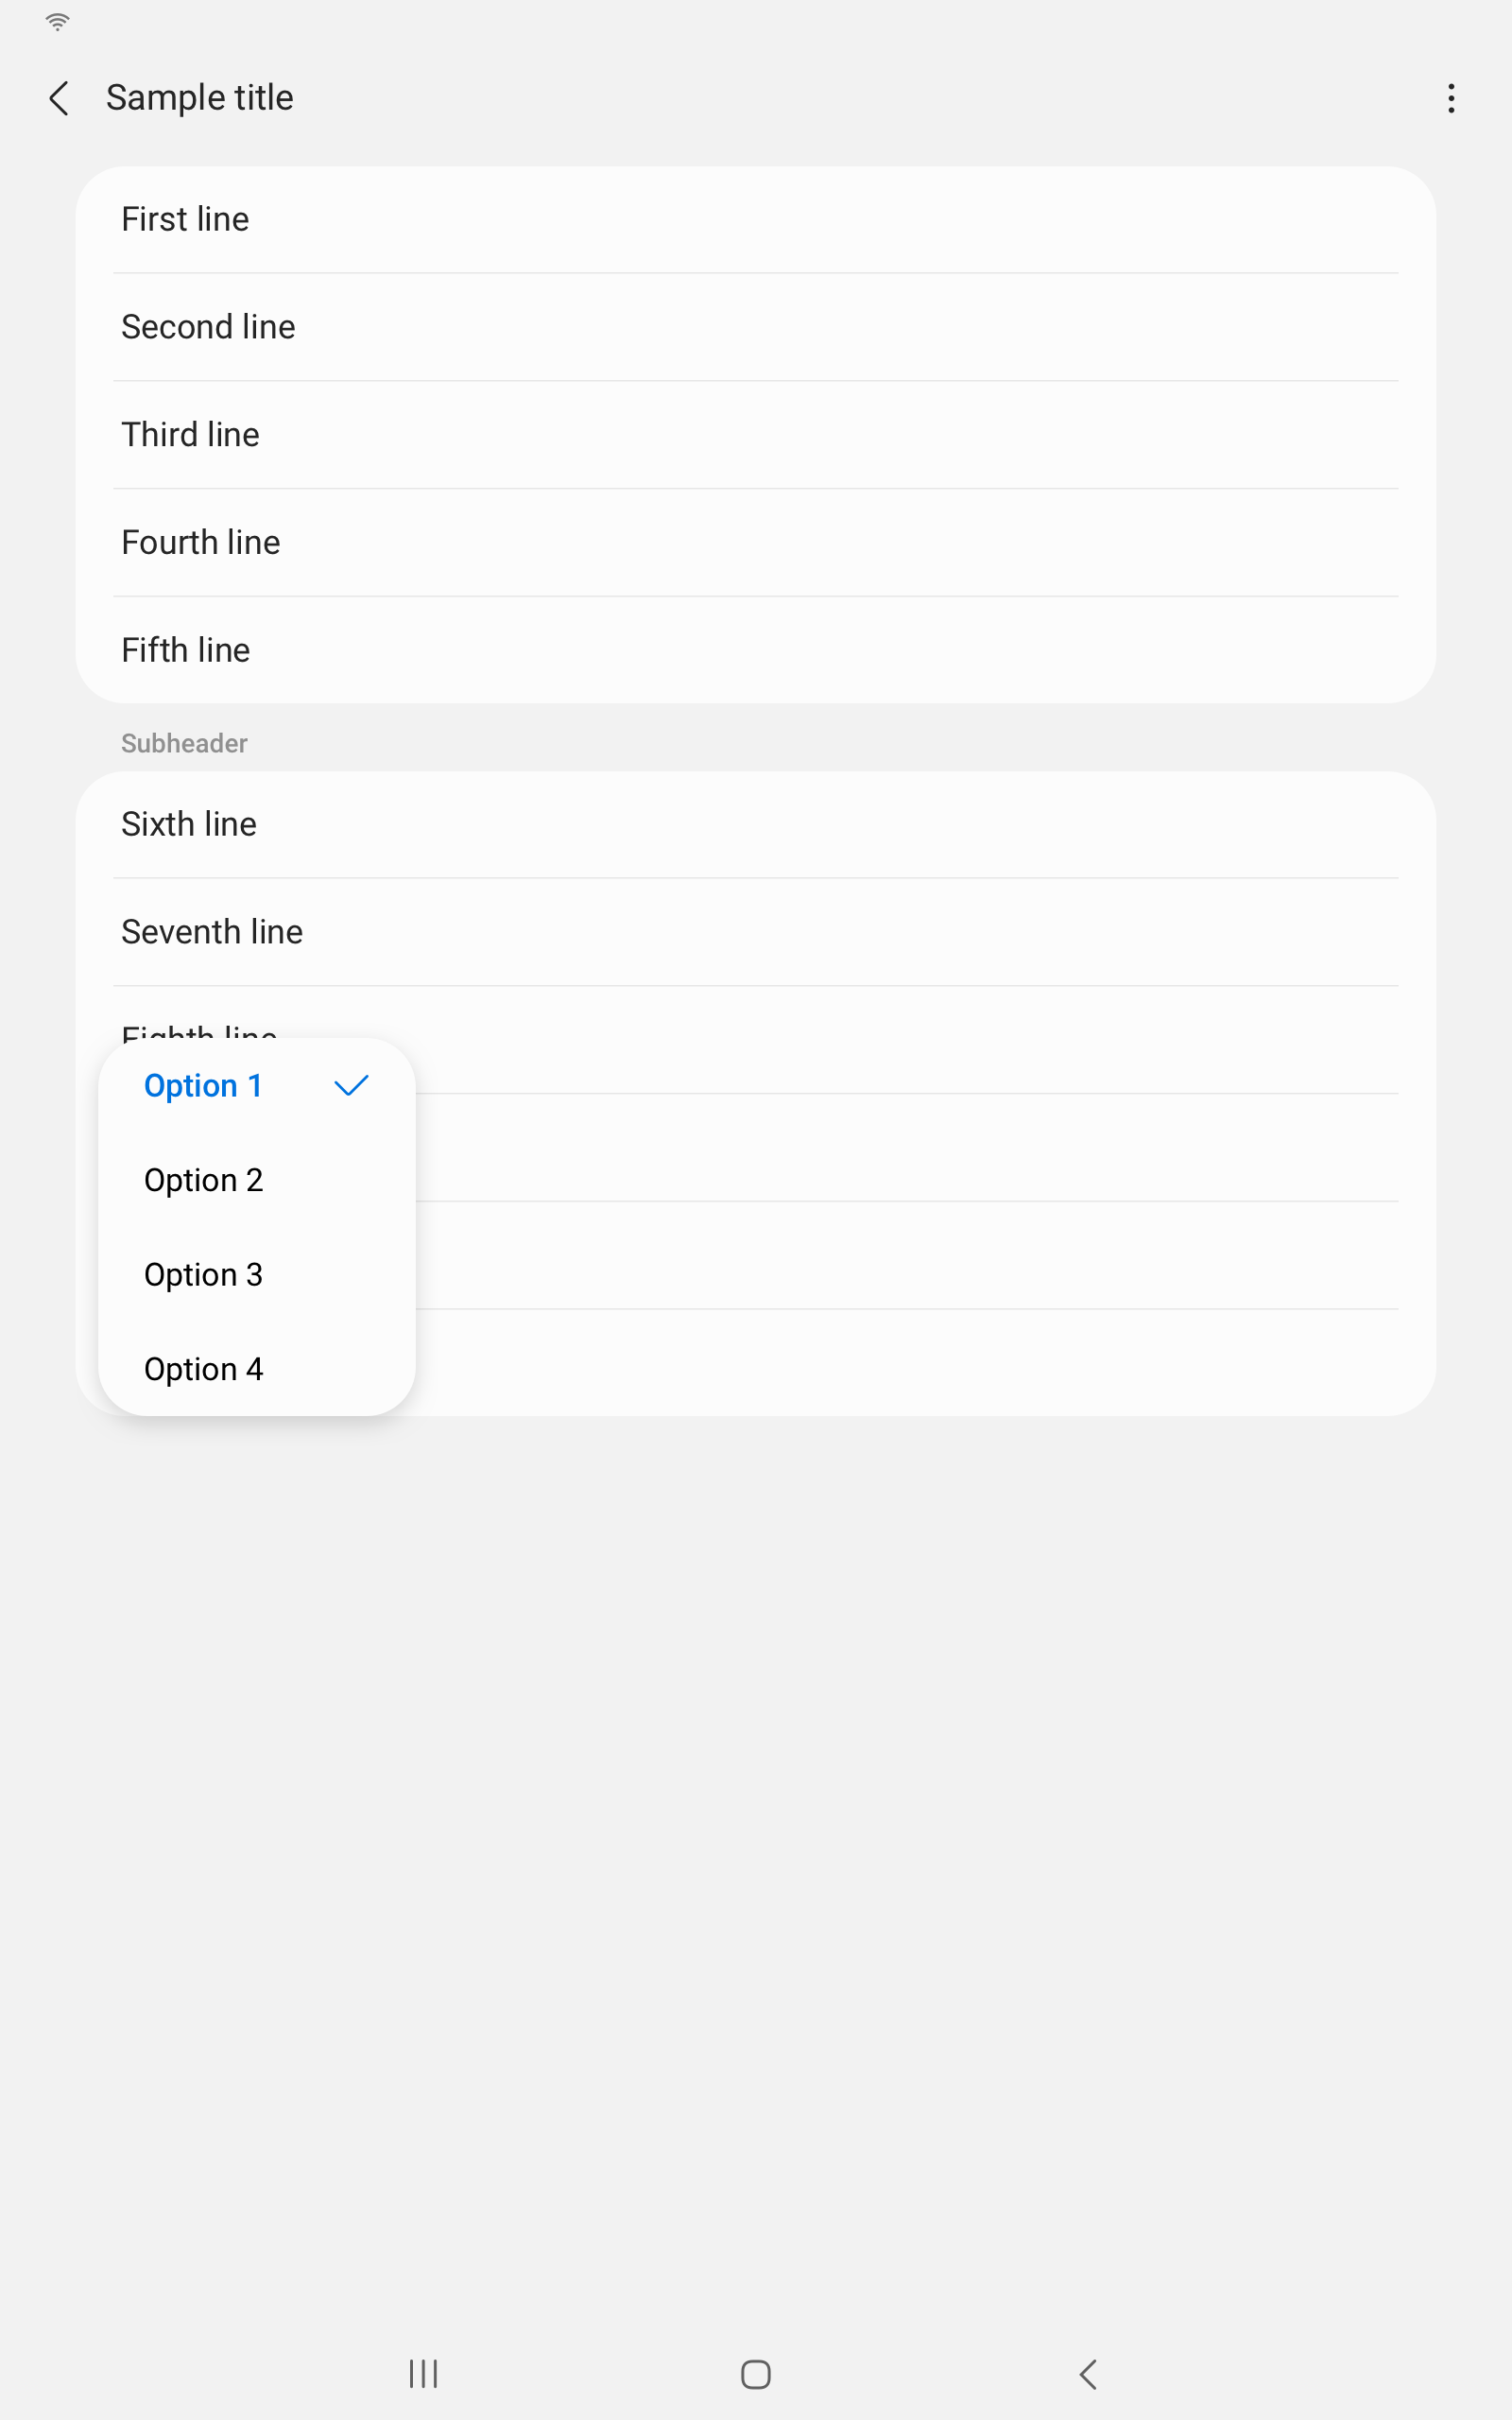 Sample title
First line
Second line
Third line
Fourth line
Fifth line
Subheader
Sixth line
Seventh line
Eighth line
Option 1
Option 2
Option 3
Option 4